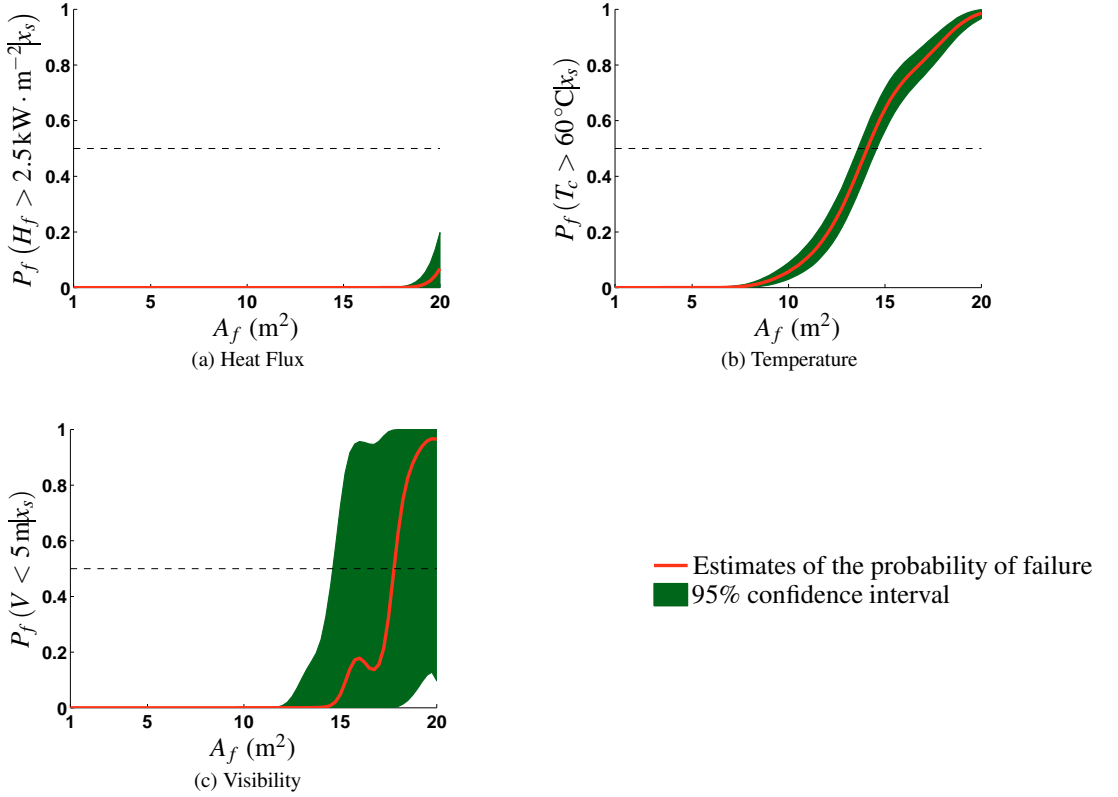 P_f (H_f > 2.5 kW · m⁻²|x_s)
1
0.8
0.6
0.4
0.2
0
1 5 10 15 20
A_f (m²)
(a) Heat Flux
P_f (T_c > 60 °C|x_s)
1
0.8
0.6
0.4
0.2
0
1 5 10 15 20
A_f (m²)
(b) Temperature
P_f (V < 5 m|x_s)
1
0.8
0.6
0.4
0.2
0
1 5 10 15 20
A_f (m²)
(c) Visibility
Estimates of the probability of failure
95% confidence interval